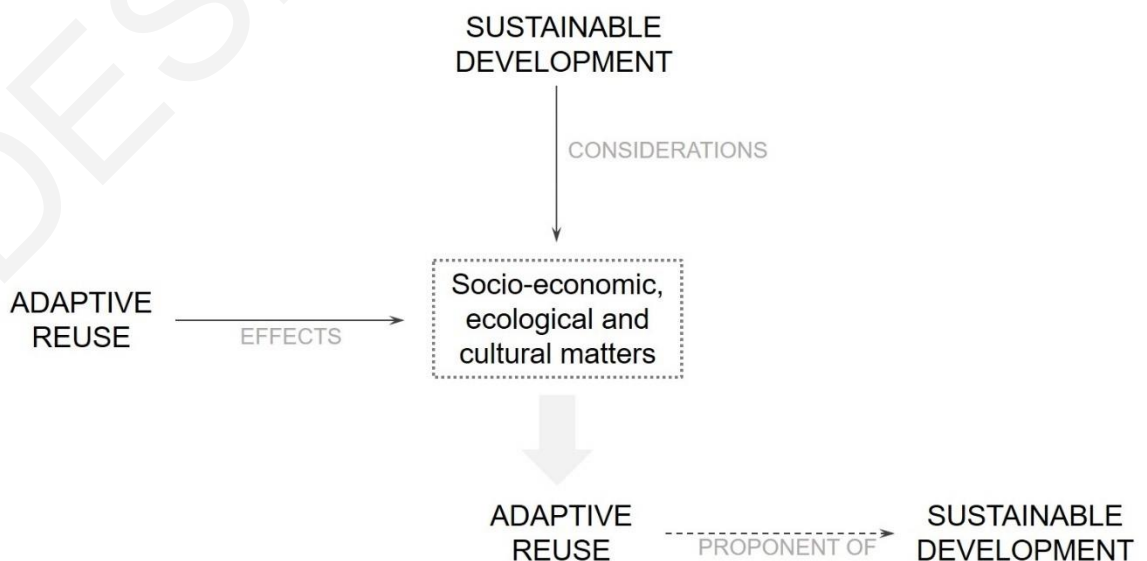 SUSTAINABLE
DEVELOPMENT
CONSIDERATIONS
Socio-economic,
ecological and
cultural matters
ADAPTIVE
REUSE
EFFECTS
ADAPTIVE
REUSE
PROPONENT OF
SUSTAINABLE
DEVELOPMENT